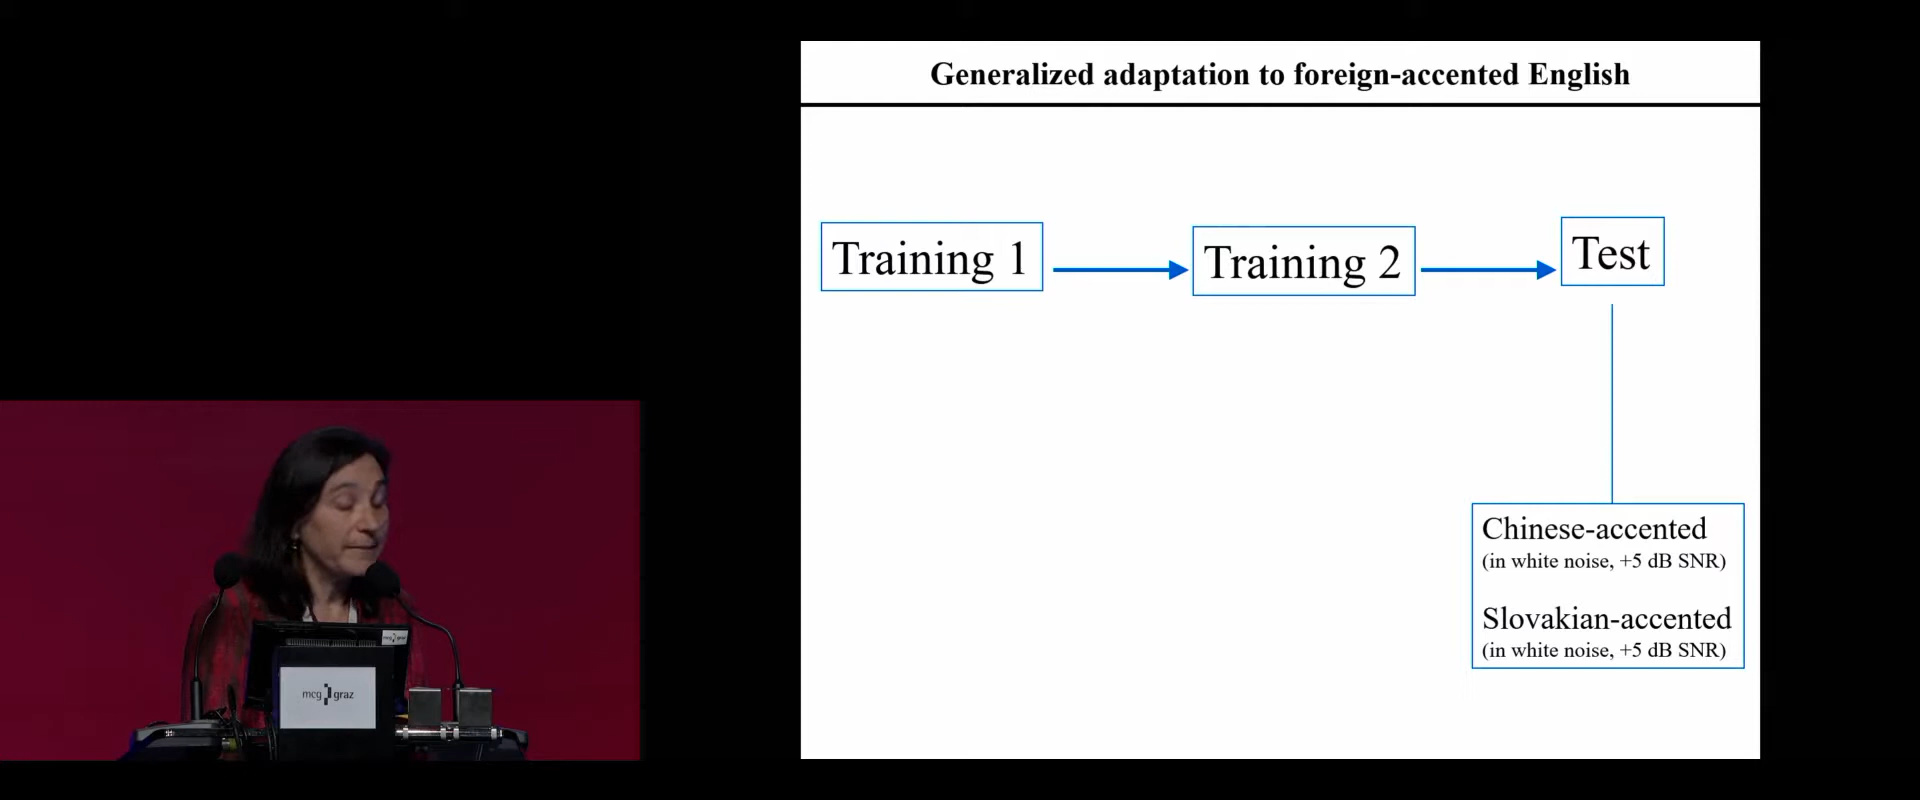 Generalized adaptation to foreign-accented English
Training 1
Training 2
Test
Chinese-accented
(in white noise, +5 dB SNR)
Slovakian-accented
(in white noise, +5 dB SNR)
mcg graz